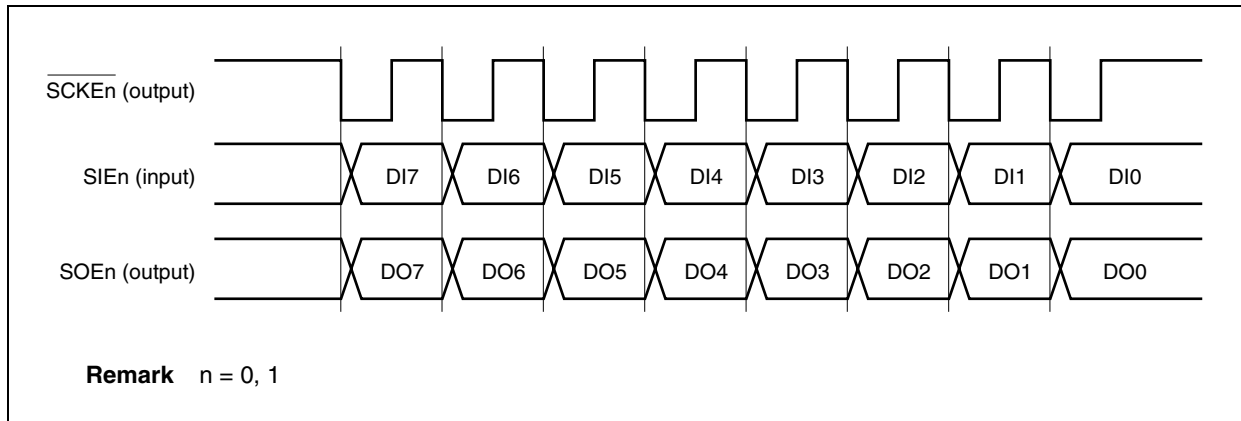 SCKEn (output)
SIEn (input) DI7 DI6 DI5 DI4 DI3 DI2 DI1 DI0
SOEn (output) DO7 DO6 DO5 DO4 DO3 DO2 DO1 DO0
Remark n = 0, 1